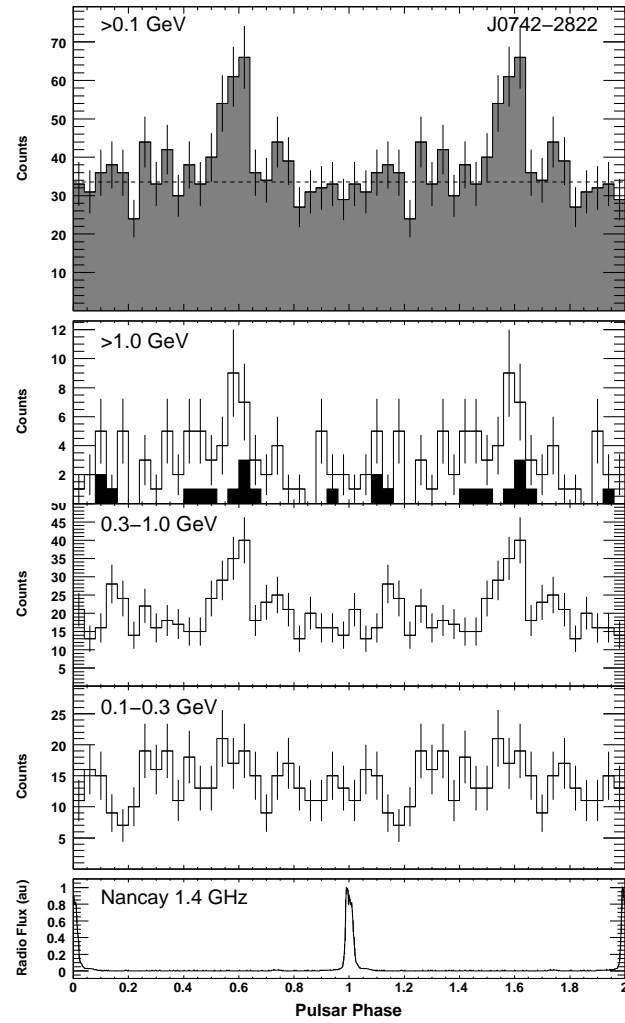 >0.1 GeV J0742−2822
70
60
50
40
30
20
10
Counts
>1.0 GeV
12
10
8
6
4
2
Counts
0.3−1.0 GeV
50
45
40
35
30
25
20
15
10
5
Counts
0.1−0.3 GeV
25
20
15
10
5
Counts
Nancay 1.4 GHz
1
0.8
0.6
0.4
0.2
0
Radio Flux (au)
0 0.2 0.4 0.6 0.8 1 1.2 1.4 1.6 1.8 2
Pulsar Phase